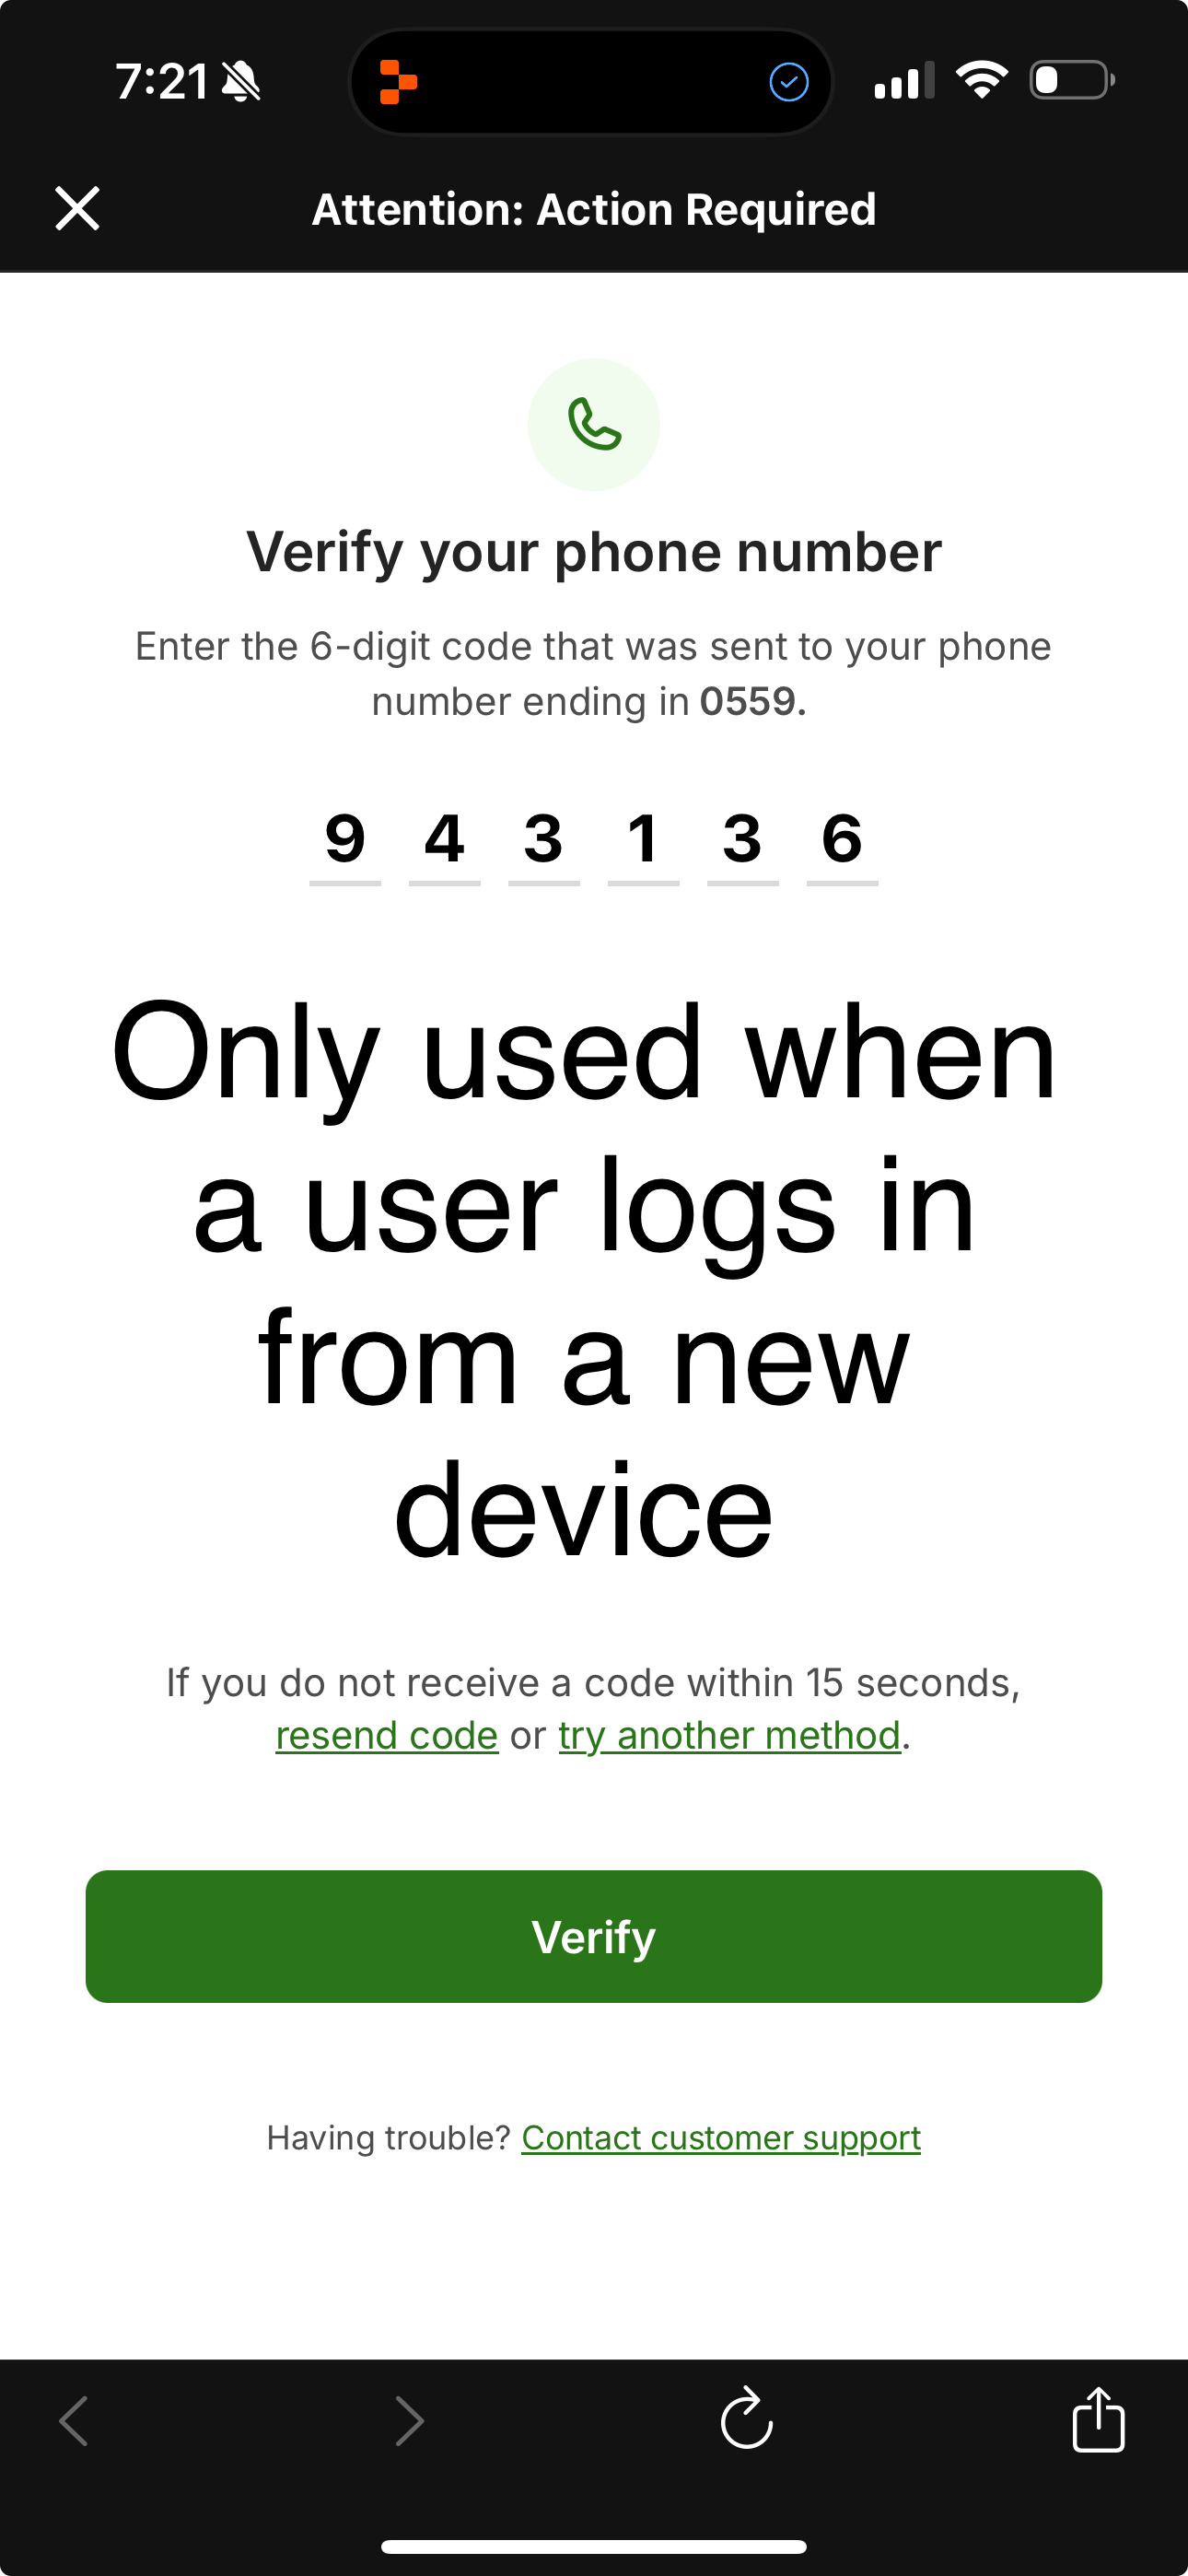 7:21
Attention: Action Required
Verify your phone number
Enter the 6-digit code that was sent to your phone
number ending in 0559.
9 4 3 1 3 6
Only used when
a user logs in
from a new
device
If you do not receive a code within 15 seconds,
resend code or try another method.
Verify
Having trouble? Contact customer support